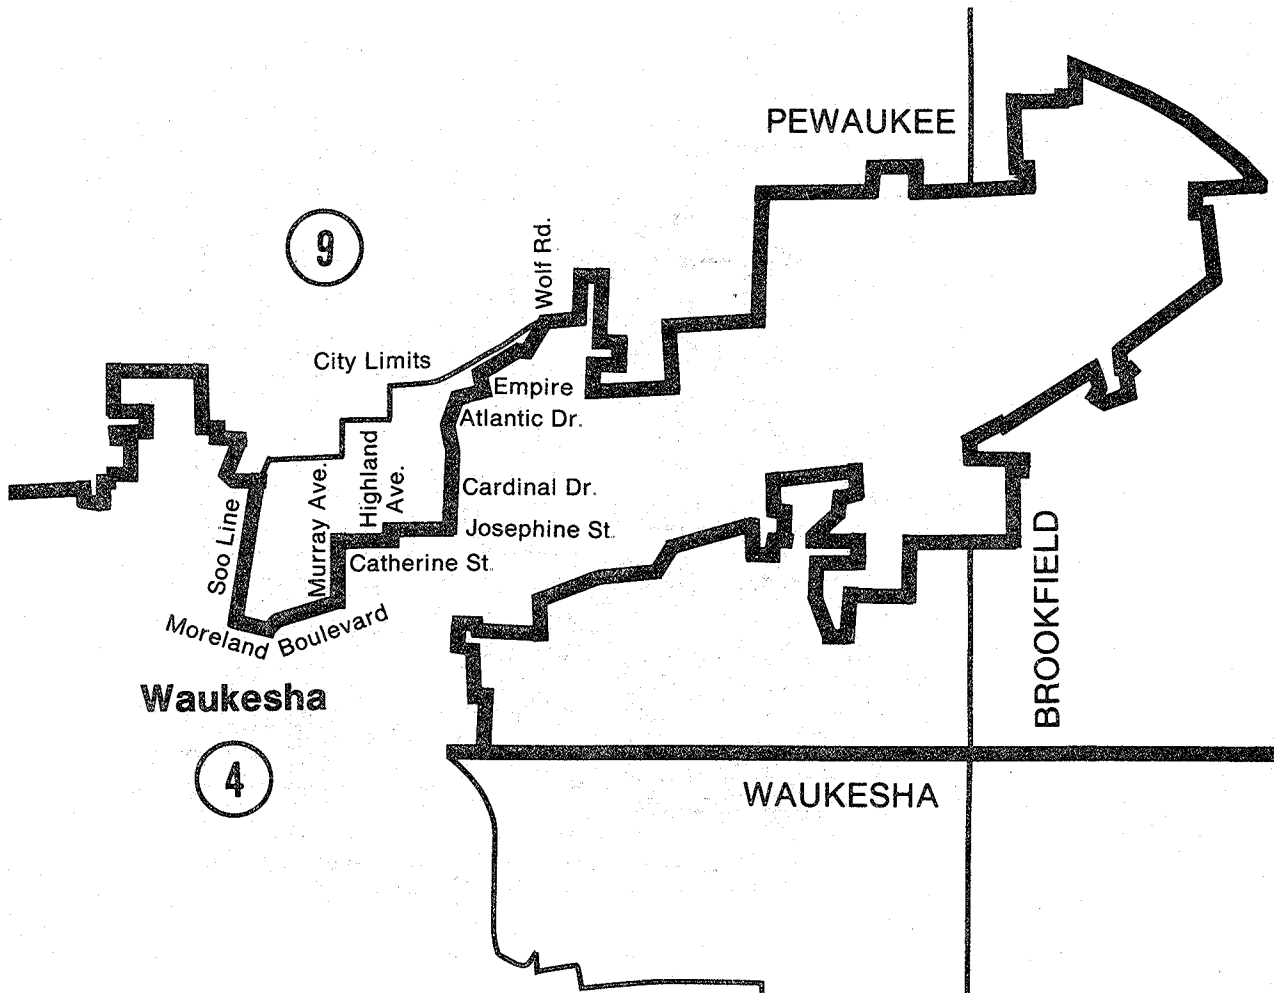 PEWAUKEE
9
Wolf Rd.
City Limits
Empire
Atlantic Dr.
Highland
Ave.
Murray Ave.
Cardinal Dr.
Soo Line
Josephine St.
Catherine St.
Moreland Boulevard
BROOKFIELD
Waukesha
4
WAUKESHA